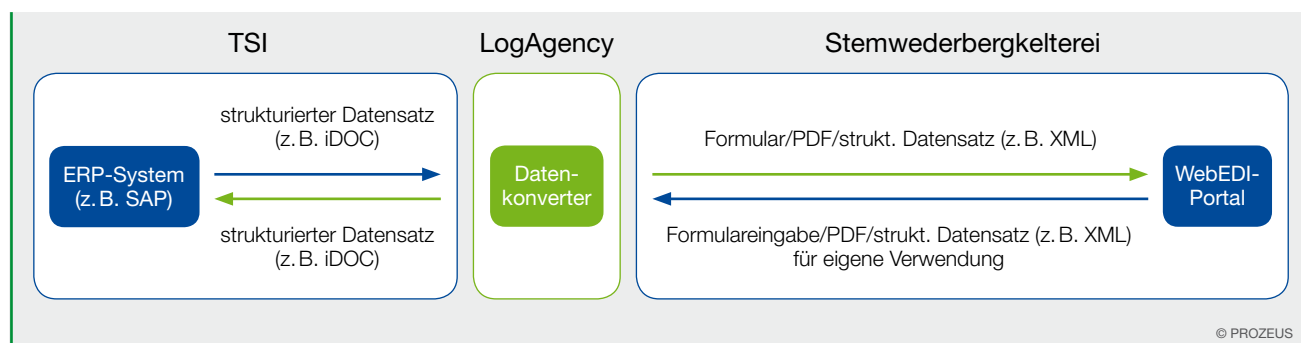 TSI
LogAgency
Stemwederbergkelterei
strukturierter Datensatz
(z. B. iDOC)
ERP-System
(z. B. SAP)
strukturierter Datensatz
(z. B. iDOC)
Daten-
konverter
Formular/PDF/strukt. Datensatz (z. B. XML)
Formulareingabe/PDF/strukt. Datensatz (z. B. XML)
für eigene Verwendung
WebEDI-
Portal
© PROZEUS